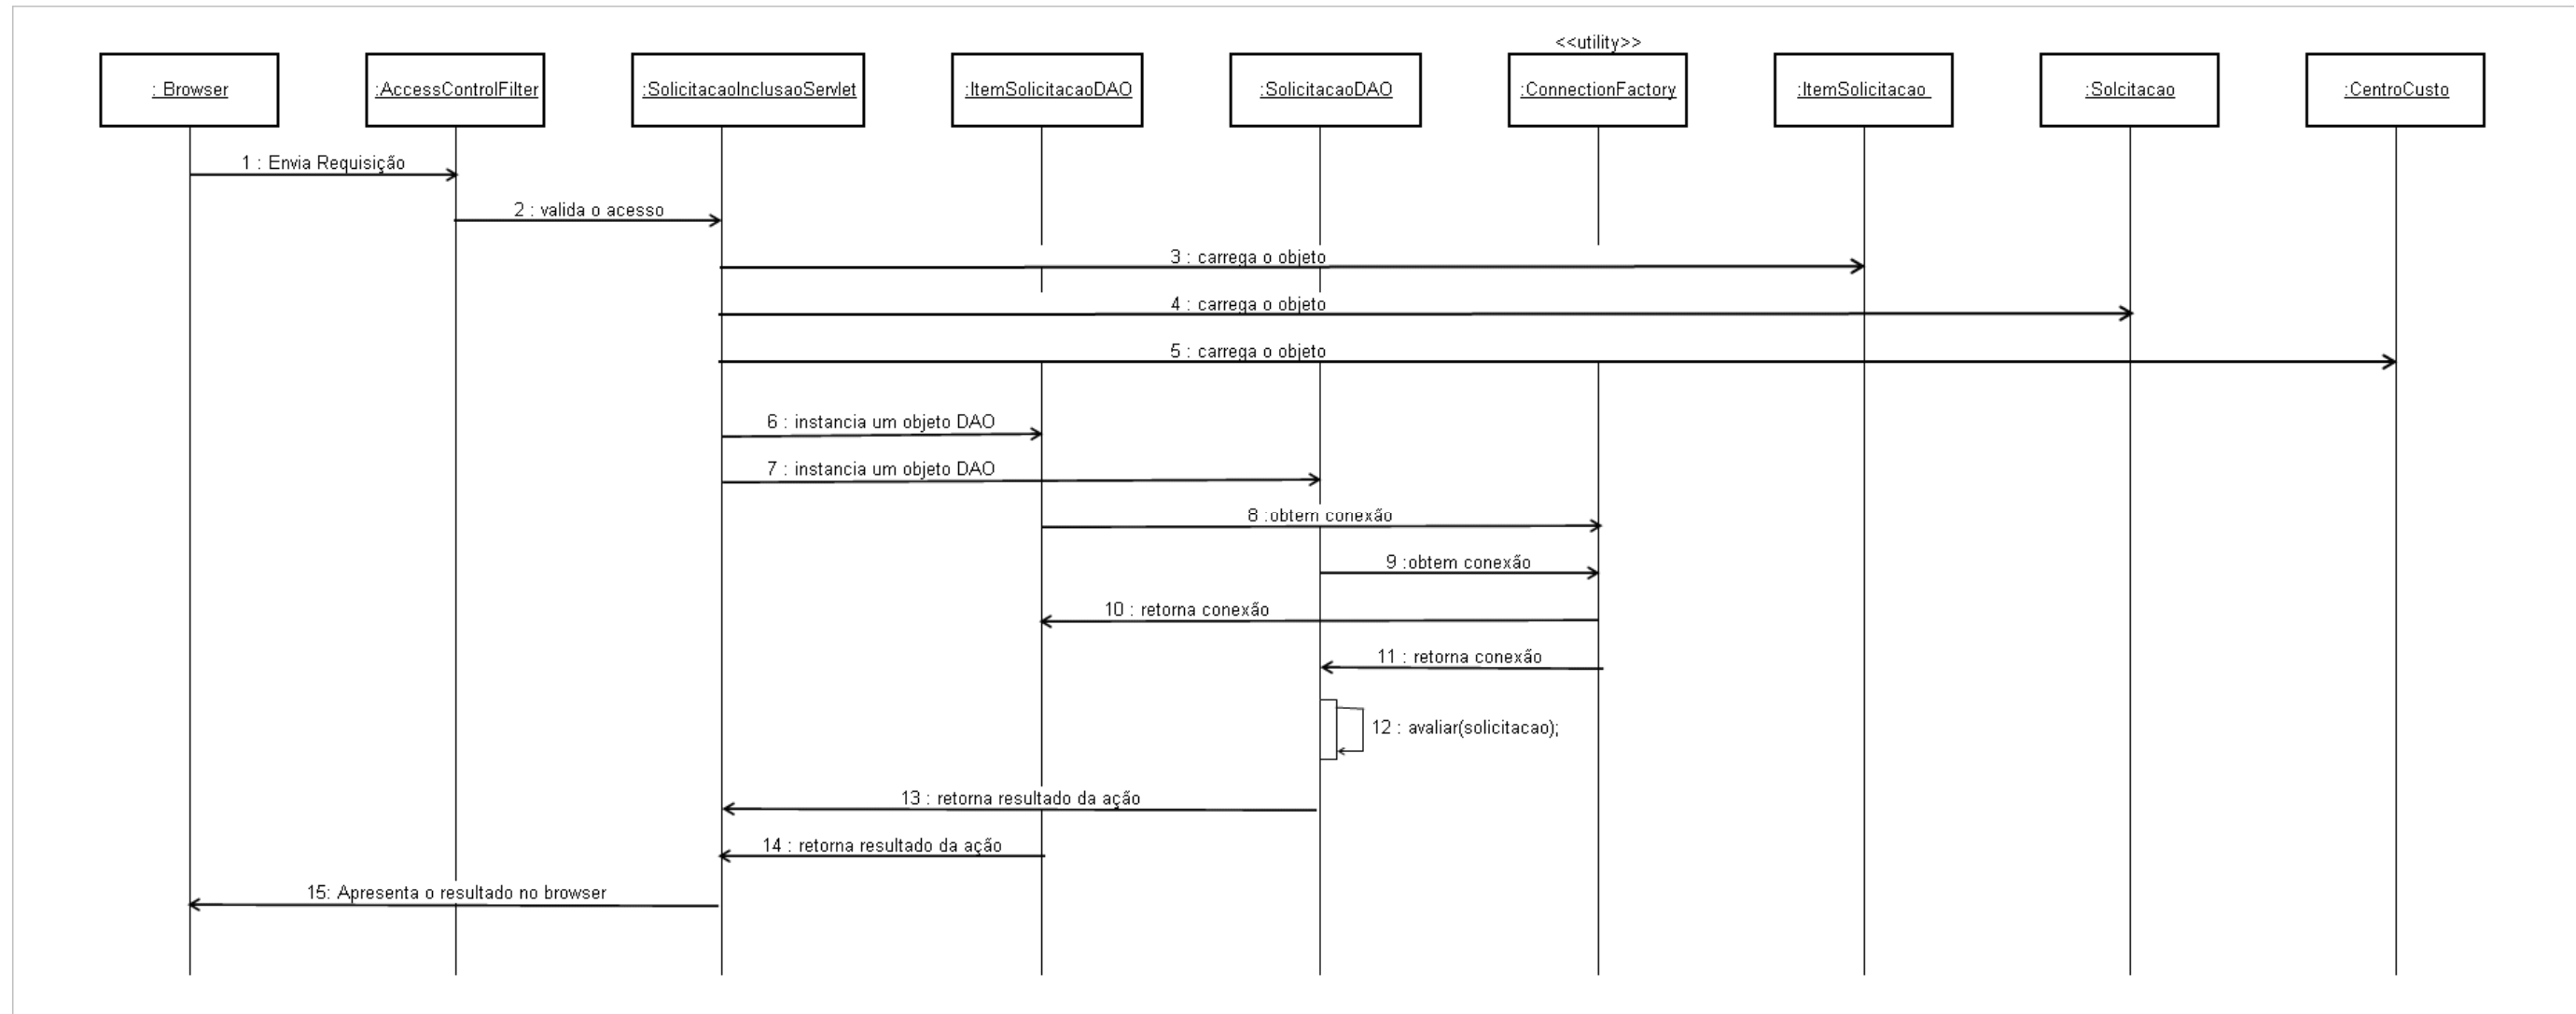 <<utility>>
: Browser
:AccessControlFilter
:SolicitacaoInclusaoServlet
:ItemSolicitacaoDAO
:SolicitacaoDAO
:ConnectionFactory
:ItemSolicitacao
:Solcitacao
:CentroCusto
1 : Envia Requisição
2 : valida o acesso
3 : carrega o objeto
4 : carrega o objeto
5 : carrega o objeto
6 : instancia um objeto DAO
7 : instancia um objeto DAO
8 :obtem conexão
9 :obtem conexão
10 : retorna conexão
11 : retorna conexão
12 : avaliar(solicitacao);
13 : retorna resultado da ação
14 : retorna resultado da ação
15: Apresenta o resultado no browser